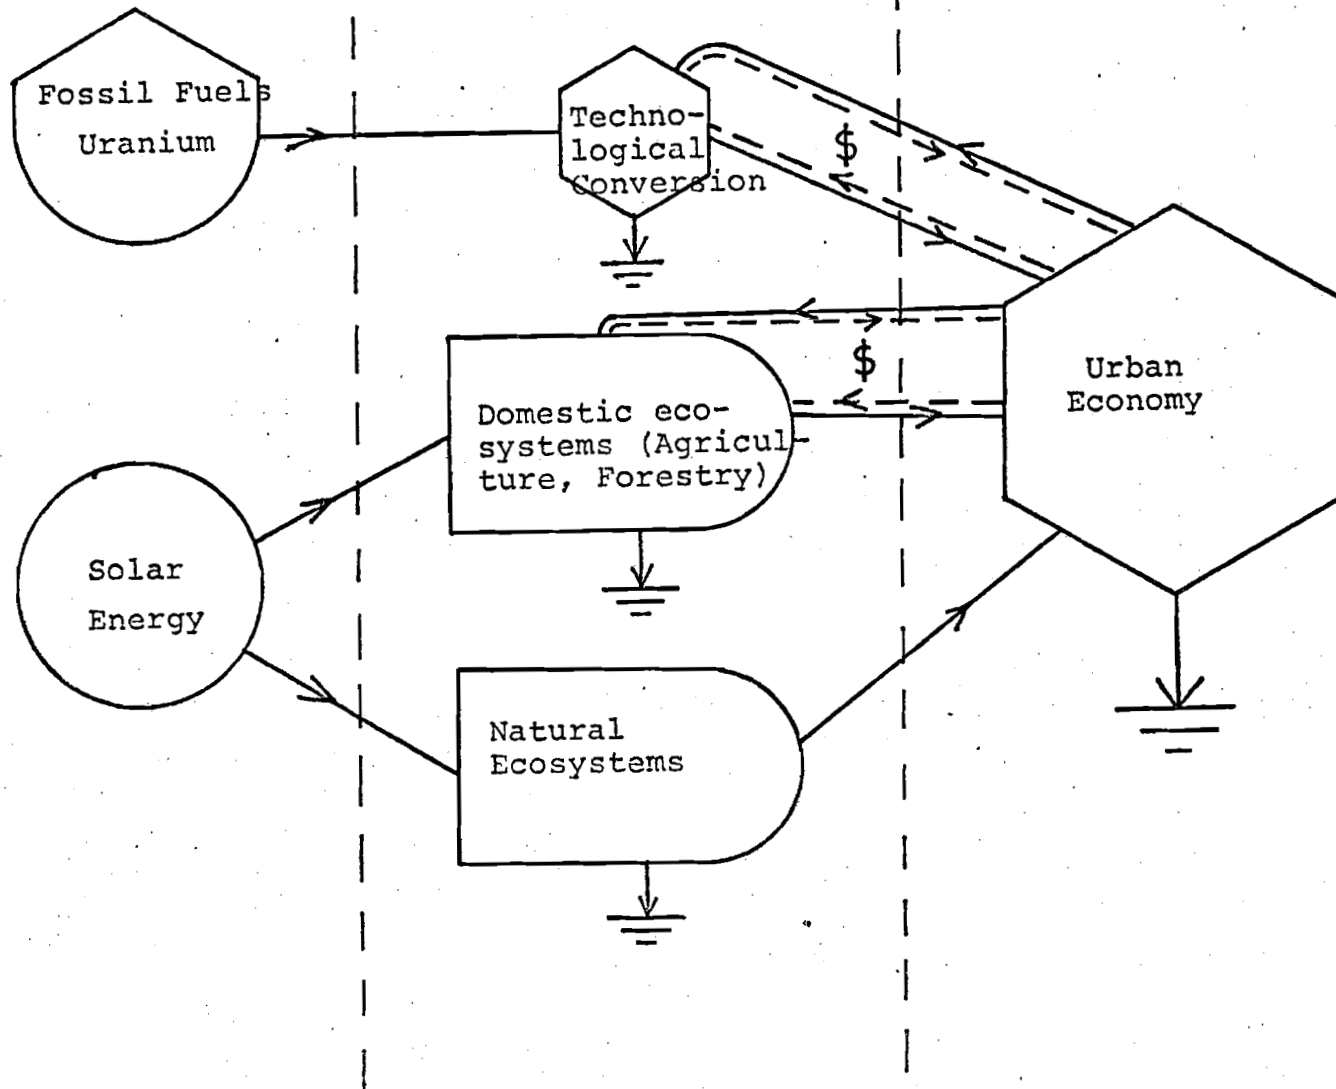 Fossil Fuels
Uranium
Techno-
logical
Conversion
$
$
Domestic eco-
systems (Agricul-
ture, Forestry)
Urban
Economy
Solar
Energy
Natural
Ecosystems